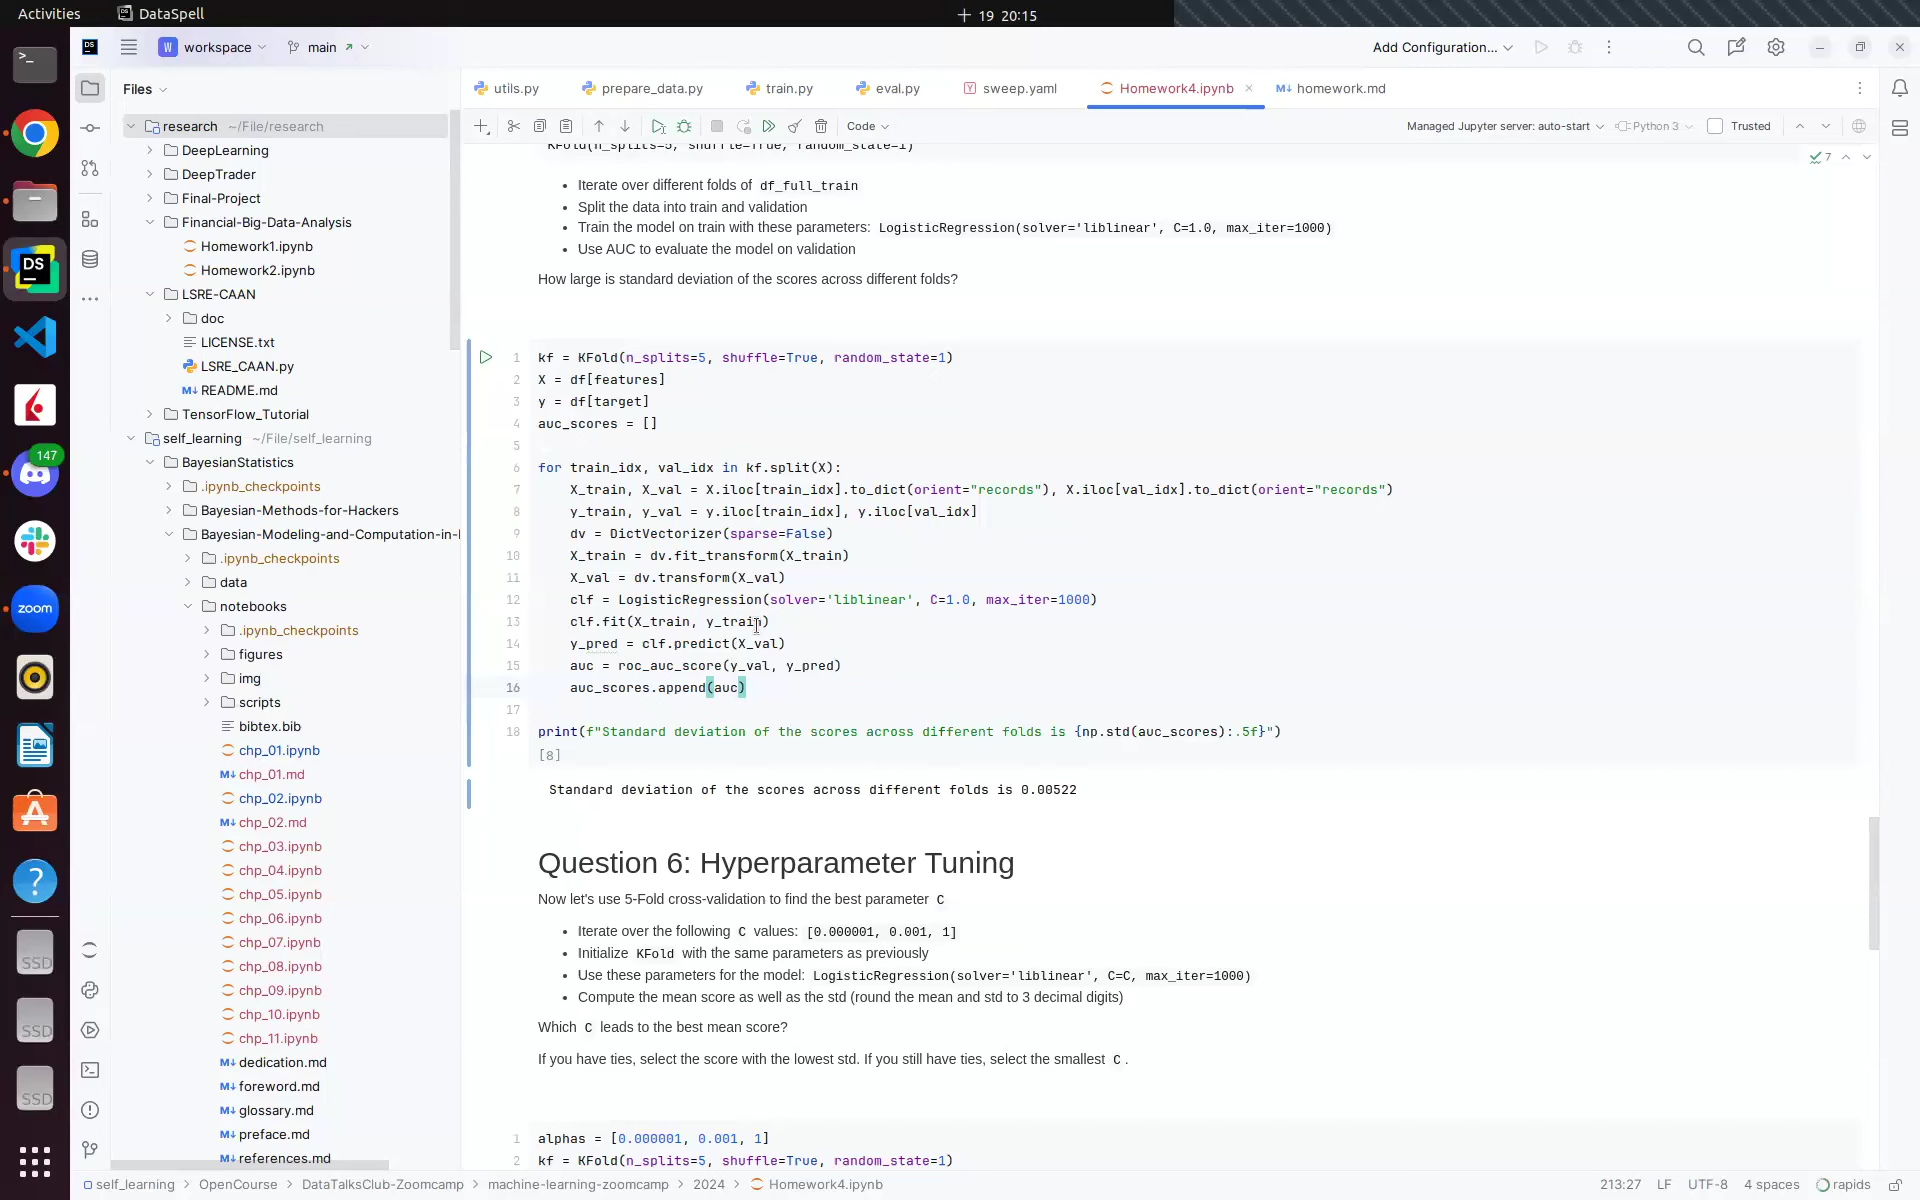 Activities DataSpell 19 20:15
workspace main Add Configuration...
Files utils.py prepare_data.py train.py eval.py sweep.yaml Homework4.ipynb homework.md
Code Managed Jupyter server: auto-start Python 3 Trusted
7
research ~/File/research
DeepLearning
DeepTrader
Final-Project
Financial-Big-Data-Analysis
Homework1.ipynb
Homework2.ipynb
LSRE-CAAN
doc
LICENSE.txt
LSRE_CAAN.py
README.md
TensorFlow_Tutorial
self_learning ~/File/self_learning
BayesianStatistics
.ipynb_checkpoints
Bayesian-Methods-for-Hackers
Bayesian-Modeling-and-Computation-in-
.ipynb_checkpoints
data
notebooks
.ipynb_checkpoints
figures
img
scripts
bibtex.bib
chp_01.ipynb
chp_01.md
chp_02.ipynb
chp_02.md
chp_03.ipynb
chp_04.ipynb
chp_05.ipynb
chp_06.ipynb
chp_07.ipynb
chp_08.ipynb
chp_09.ipynb
chp_10.ipynb
chp_11.ipynb
dedication.md
foreword.md
glossary.md
preface.md
references.md
KFold(n_splits=5, shuffle=True, random_state=1)
• Iterate over different folds of df_full_train
• Split the data into train and validation
• Train the model on train with these parameters: LogisticRegression(solver='liblinear', C=1.0, max_iter=1000)
• Use AUC to evaluate the model on validation
How large is standard deviation of the scores across different folds?
1 kf = KFold(n_splits=5, shuffle=True, random_state=1)
2 X = df[features]
3 y = df[target]
4 auc_scores = []
5
6 for train_idx, val_idx in kf.split(X):
7 X_train, X_val = X.iloc[train_idx].to_dict(orient="records"), X.iloc[val_idx].to_dict(orient="records")
8 y_train, y_val = y.iloc[train_idx], y.iloc[val_idx]
9 dv = DictVectorizer(sparse=False)
10 X_train = dv.fit_transform(X_train)
11 X_val = dv.transform(X_val)
12 clf = LogisticRegression(solver='liblinear', C=1.0, max_iter=1000)
13 clf.fit(X_train, y_train)
14 y_pred = clf.predict(X_val)
15 auc = roc_auc_score(y_val, y_pred)
16 auc_scores.append(auc)
17
18 print(f"Standard deviation of the scores across different folds is {np.std(auc_scores):.5f}")
[8]
Standard deviation of the scores across different folds is 0.00522
Question 6: Hyperparameter Tuning
Now let's use 5-Fold cross-validation to find the best parameter C
• Iterate over the following C values: [0.000001, 0.001, 1]
• Initialize KFold with the same parameters as previously
• Use these parameters for the model: LogisticRegression(solver='liblinear', C=C, max_iter=1000)
• Compute the mean score as well as the std (round the mean and std to 3 decimal digits)
Which C leads to the best mean score?
If you have ties, select the score with the lowest std. If you still have ties, select the smallest C .
1 alphas = [0.000001, 0.001, 1]
2 kf = KFold(n_splits=5, shuffle=True, random_state=1)
self_learning > OpenCourse > DataTalksClub-Zoomcamp > machine-learning-zoomcamp > 2024 > Homework4.ipynb 213:27 LF UTF-8 4 spaces rapids
DS
147
zoom
SSD
SSD
SSD